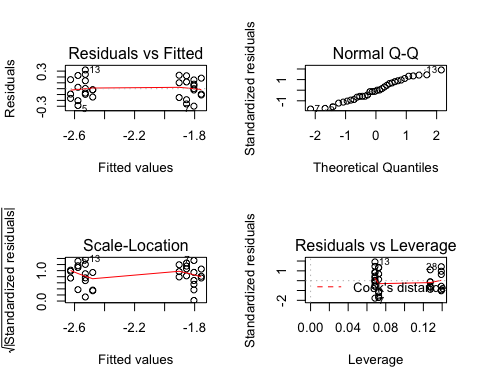 Residuals vs Fitted
Residuals
0.3
-0.3
13
5
-2.6
-2.2
-1.8
Fitted values
Normal Q-Q
Standardized residuals
1
-1
13
7
-2
-1
0
1
2
Theoretical Quantiles
Scale-Location
√|Standardized residuals|
1.0
0.0
13
7
-2.6
-2.2
-1.8
Fitted values
Residuals vs Leverage
Standardized residuals
1
-2
13
28
Cook's distance
0.00
0.04
0.08
0.12
Leverage